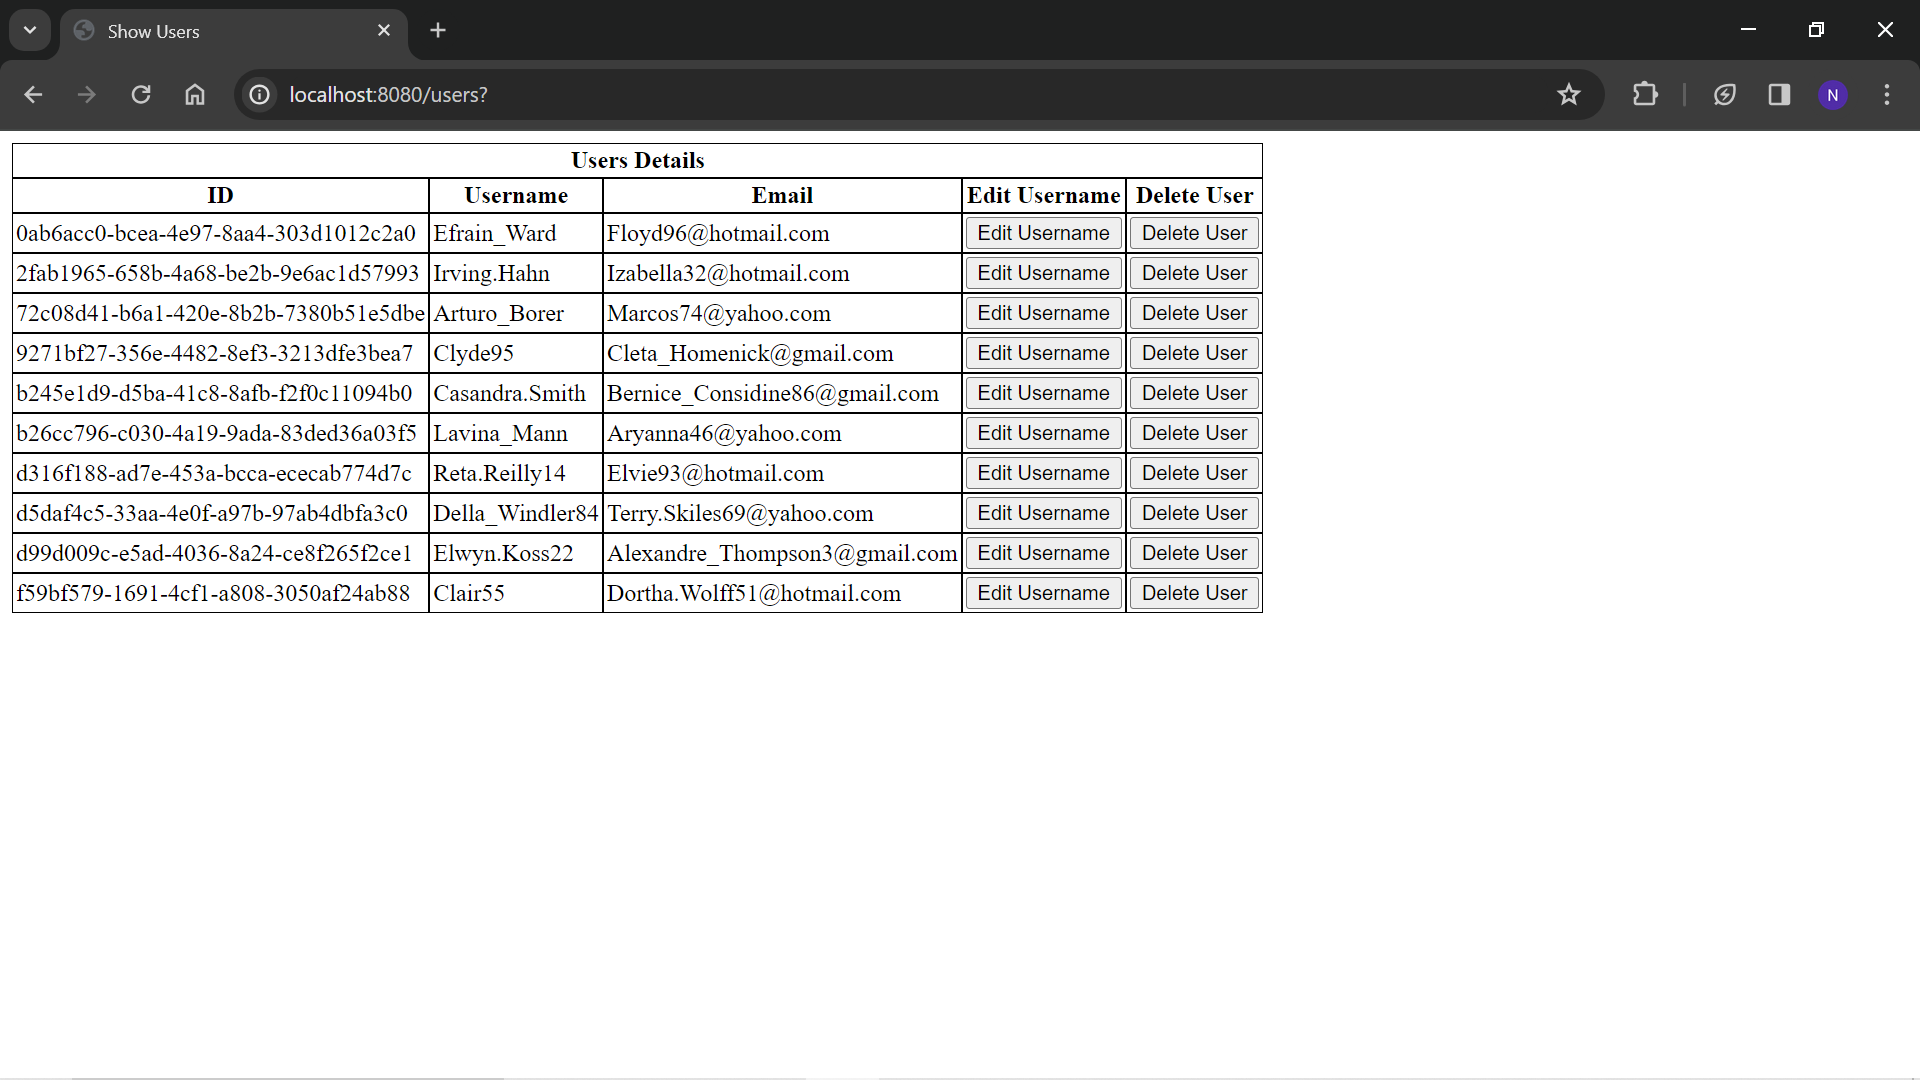 Show Users
localhost:8080/users?
N
Users Details
ID Username Email Edit Username Delete User
0ab6acc0-bcea-4e97-8aa4-303d1012c2a0 Efrain_Ward Floyd96@hotmail.com Edit Username Delete User
2fab1965-658b-4a68-be2b-9e6ac1d57993 Irving.Hahn Izabella32@hotmail.com Edit Username Delete User
72c08d41-b6a1-420e-8b2b-7380b51e5dbe Arturo_Borer Marcos74@yahoo.com Edit Username Delete User
9271bf27-356e-4482-8ef3-3213dfe3bea7 Clyde95 Cleta_Homenick@gmail.com Edit Username Delete User
b245e1d9-d5ba-41c8-8afb-f2f0c11094b0 Casandra.Smith Bernice_Considine86@gmail.com Edit Username Delete User
b26cc796-c030-4a19-9ada-83ded36a03f5 Lavina_Mann Aryanna46@yahoo.com Edit Username Delete User
d316f188-ad7e-453a-bcca-ececab774d7c Reta.Reilly14 Elvie93@hotmail.com Edit Username Delete User
d5daf4c5-33aa-4e0f-a97b-97ab4dbfa3c0 Della_Windler84 Terry.Skiles69@yahoo.com Edit Username Delete User
d99d009c-e5ad-4036-8a24-ce8f265f2ce1 Elwyn.Koss22 Alexandre_Thompson3@gmail.com Edit Username Delete User
f59bf579-1691-4cf1-a808-3050af24ab88 Clair55 Dortha.Wolff51@hotmail.com Edit Username Delete User